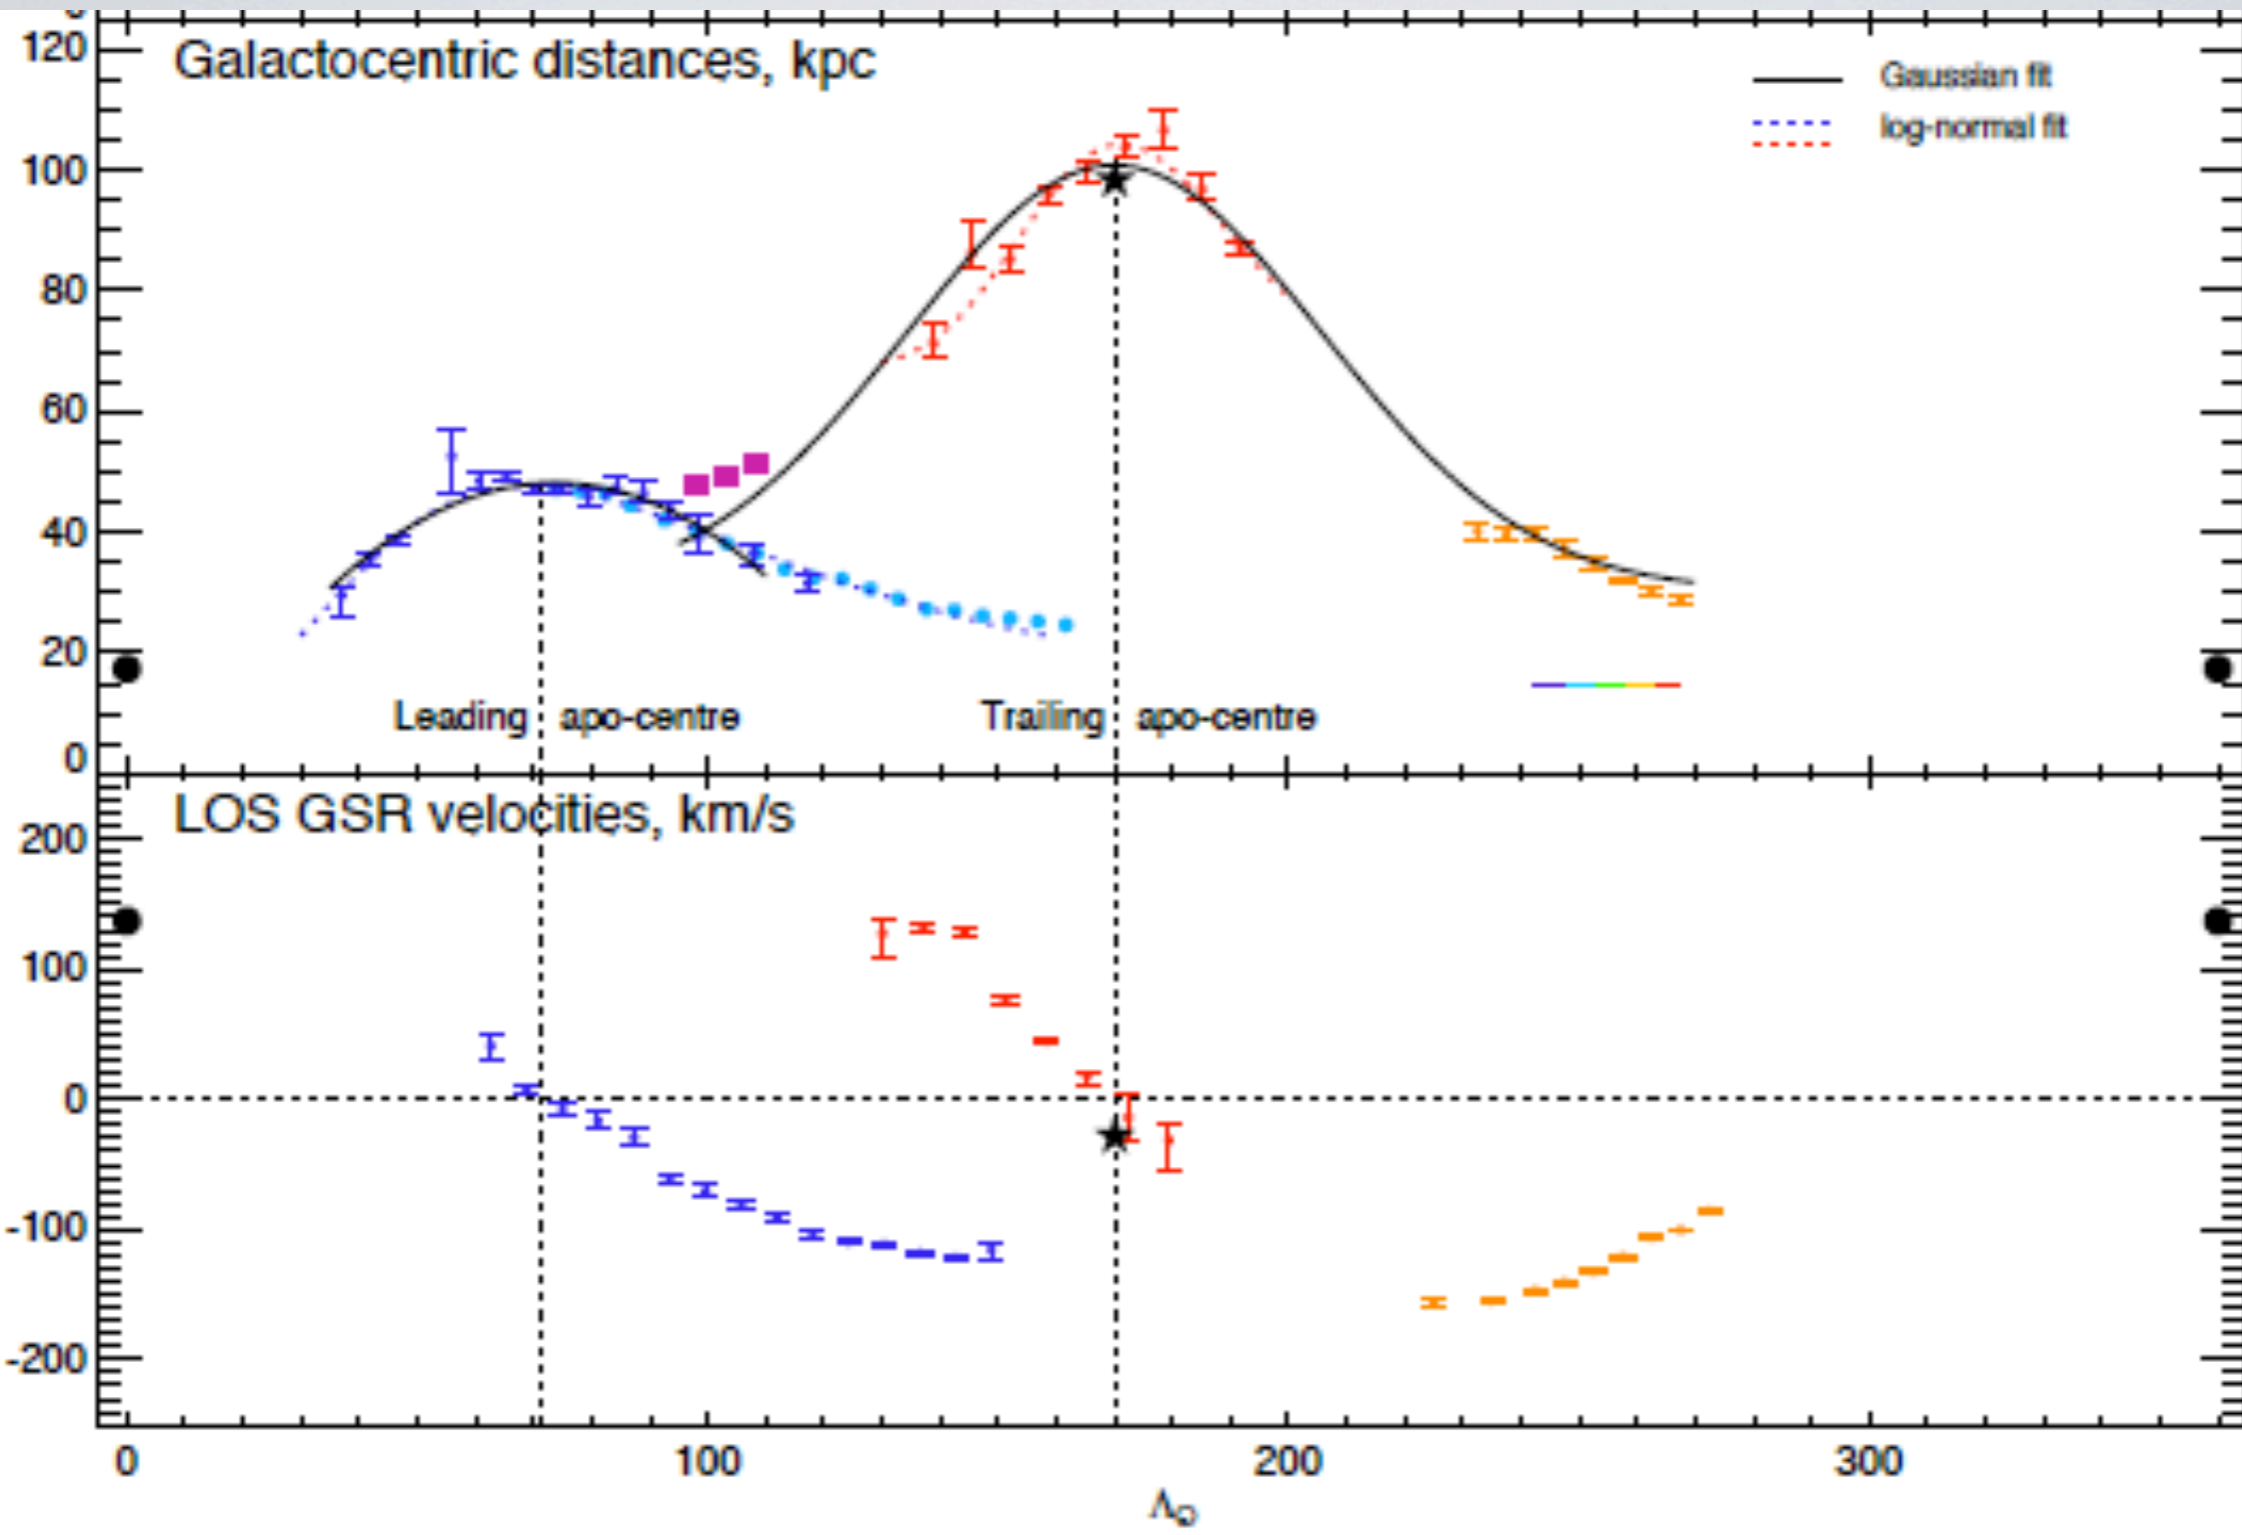 120
Galactocentric distances, kpc
Gaussian fit
log-normal fit
100
80
60
40
20
0
Leading apo-centre
Trailing apo-centre
LOS GSR velocities, km/s
200
100
0
-100
-200
0 100 200 300
Λ⊙